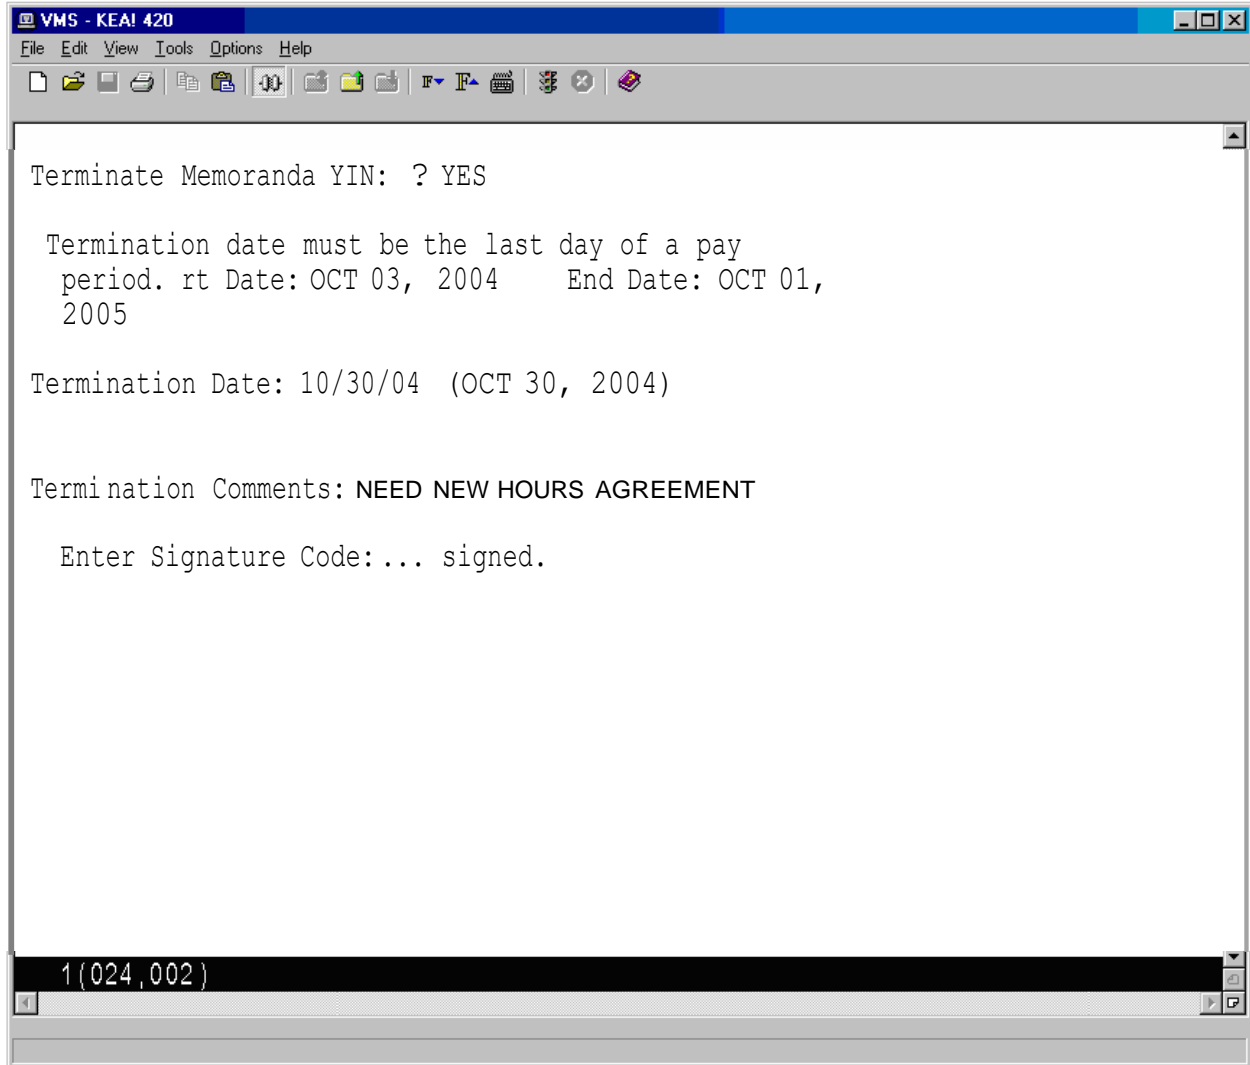 VMS - KEA! 420
File Edit View Tools Options Help
Terminate Memoranda YIN: ? YES
Termination date must be the last day of a pay
period. rt Date: OCT 03, 2004 End Date: OCT 01,
2005
Termination Date: 10/30/04 (OCT 30, 2004)
Termination Comments: NEED NEW HOURS AGREEMENT
Enter Signature Code: ... signed.
1(024,002)